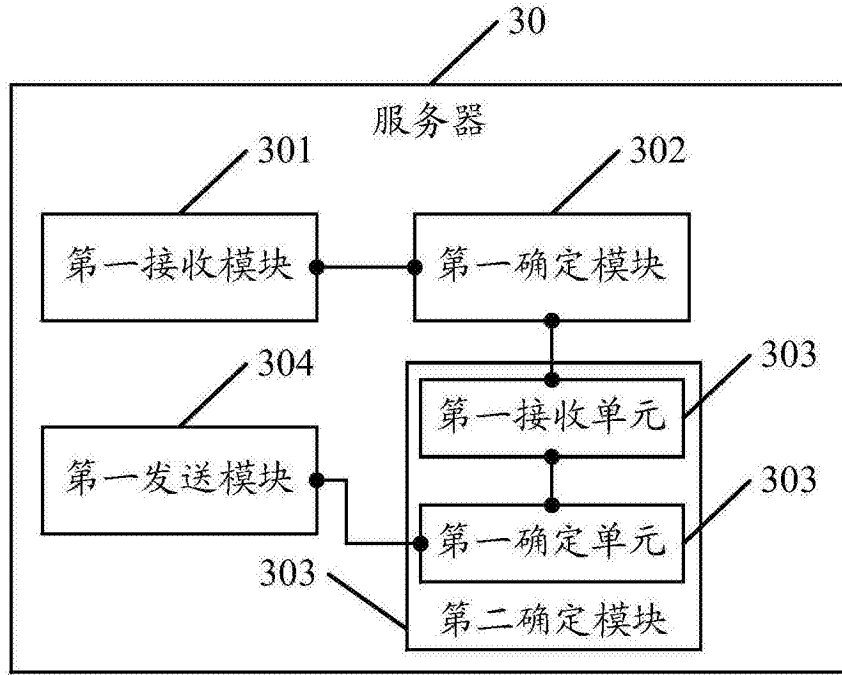 30
服务器
301
302
第一接收模块
第一确定模块
304
303
第一接收单元
第一发送模块
303
第一确定单元
303
第二确定模块